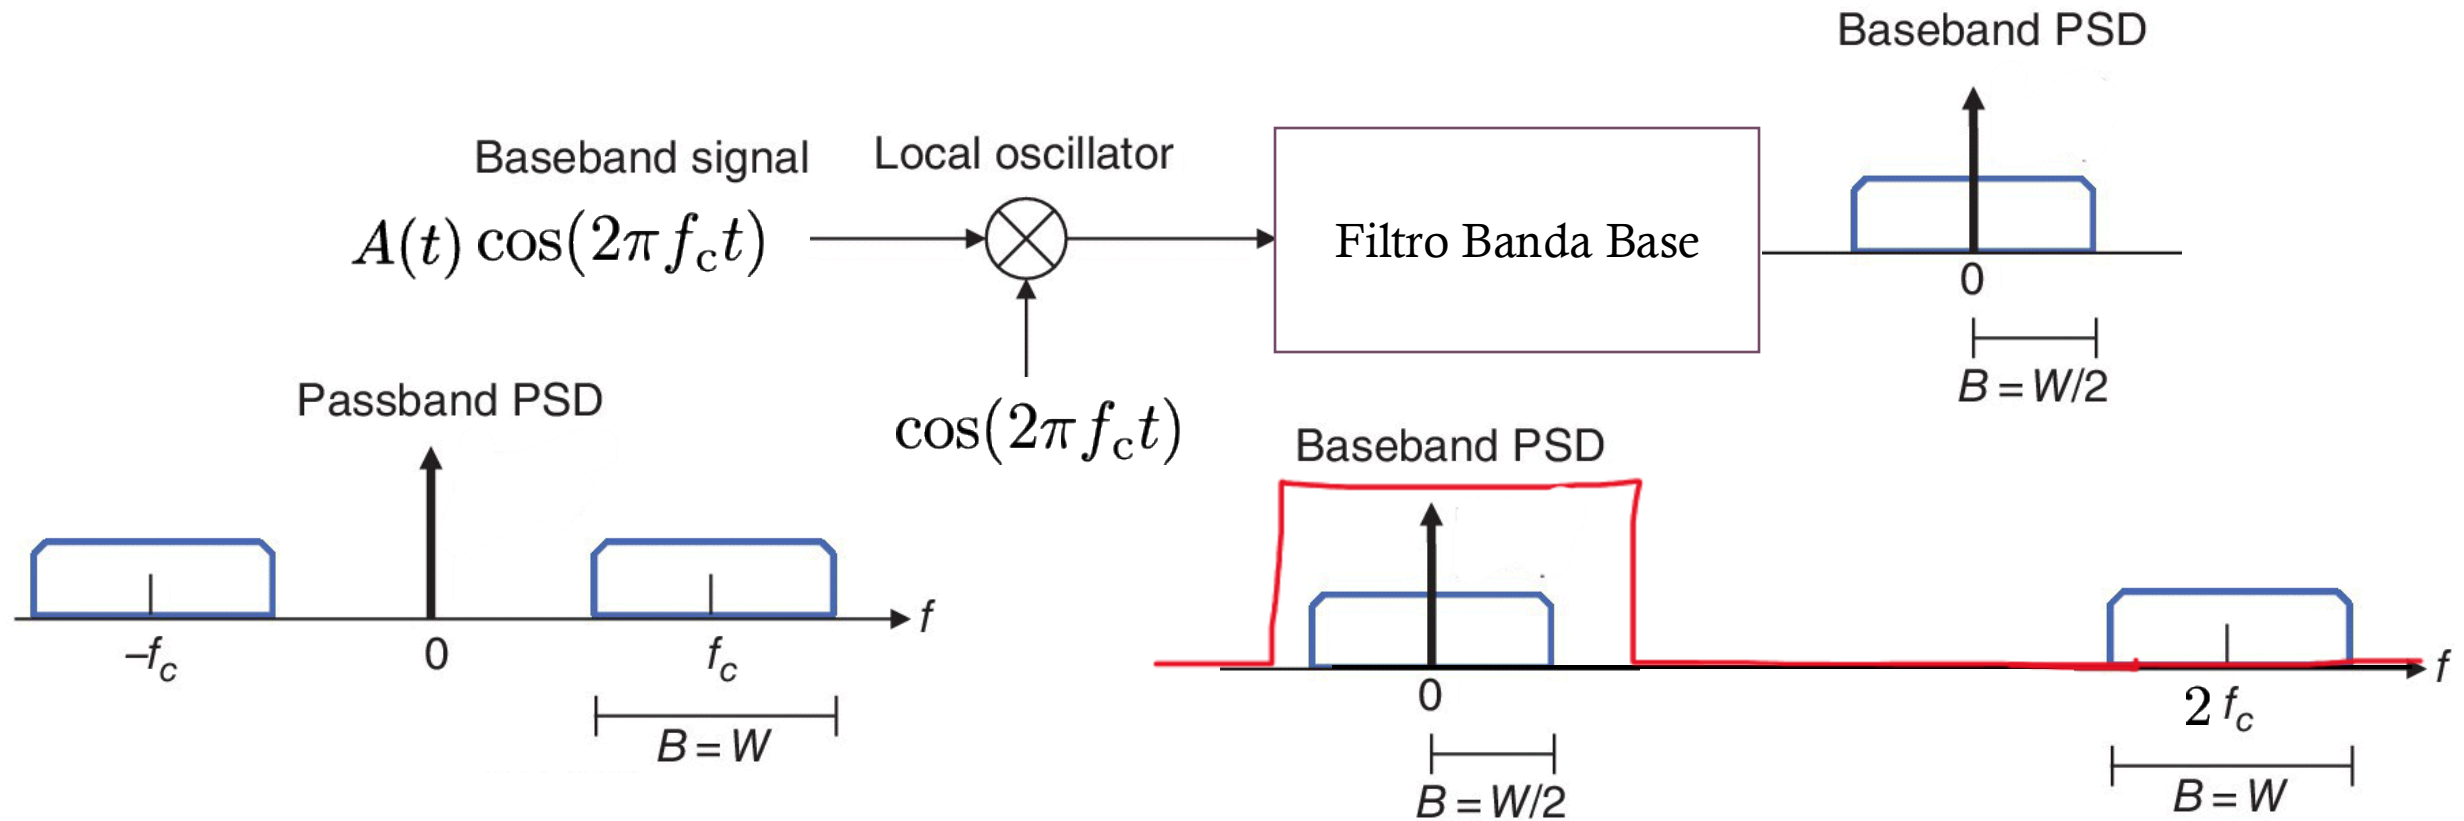 Baseband PSD
Baseband signal
Local oscillator
A(t) cos(2πf_c t)
Filtro Banda Base
0
B = W/2
cos(2πf_c t)
Passband PSD
–f_c
0
f_c
f
B = W
Baseband PSD
0
2 f_c
f
B = W/2
B = W